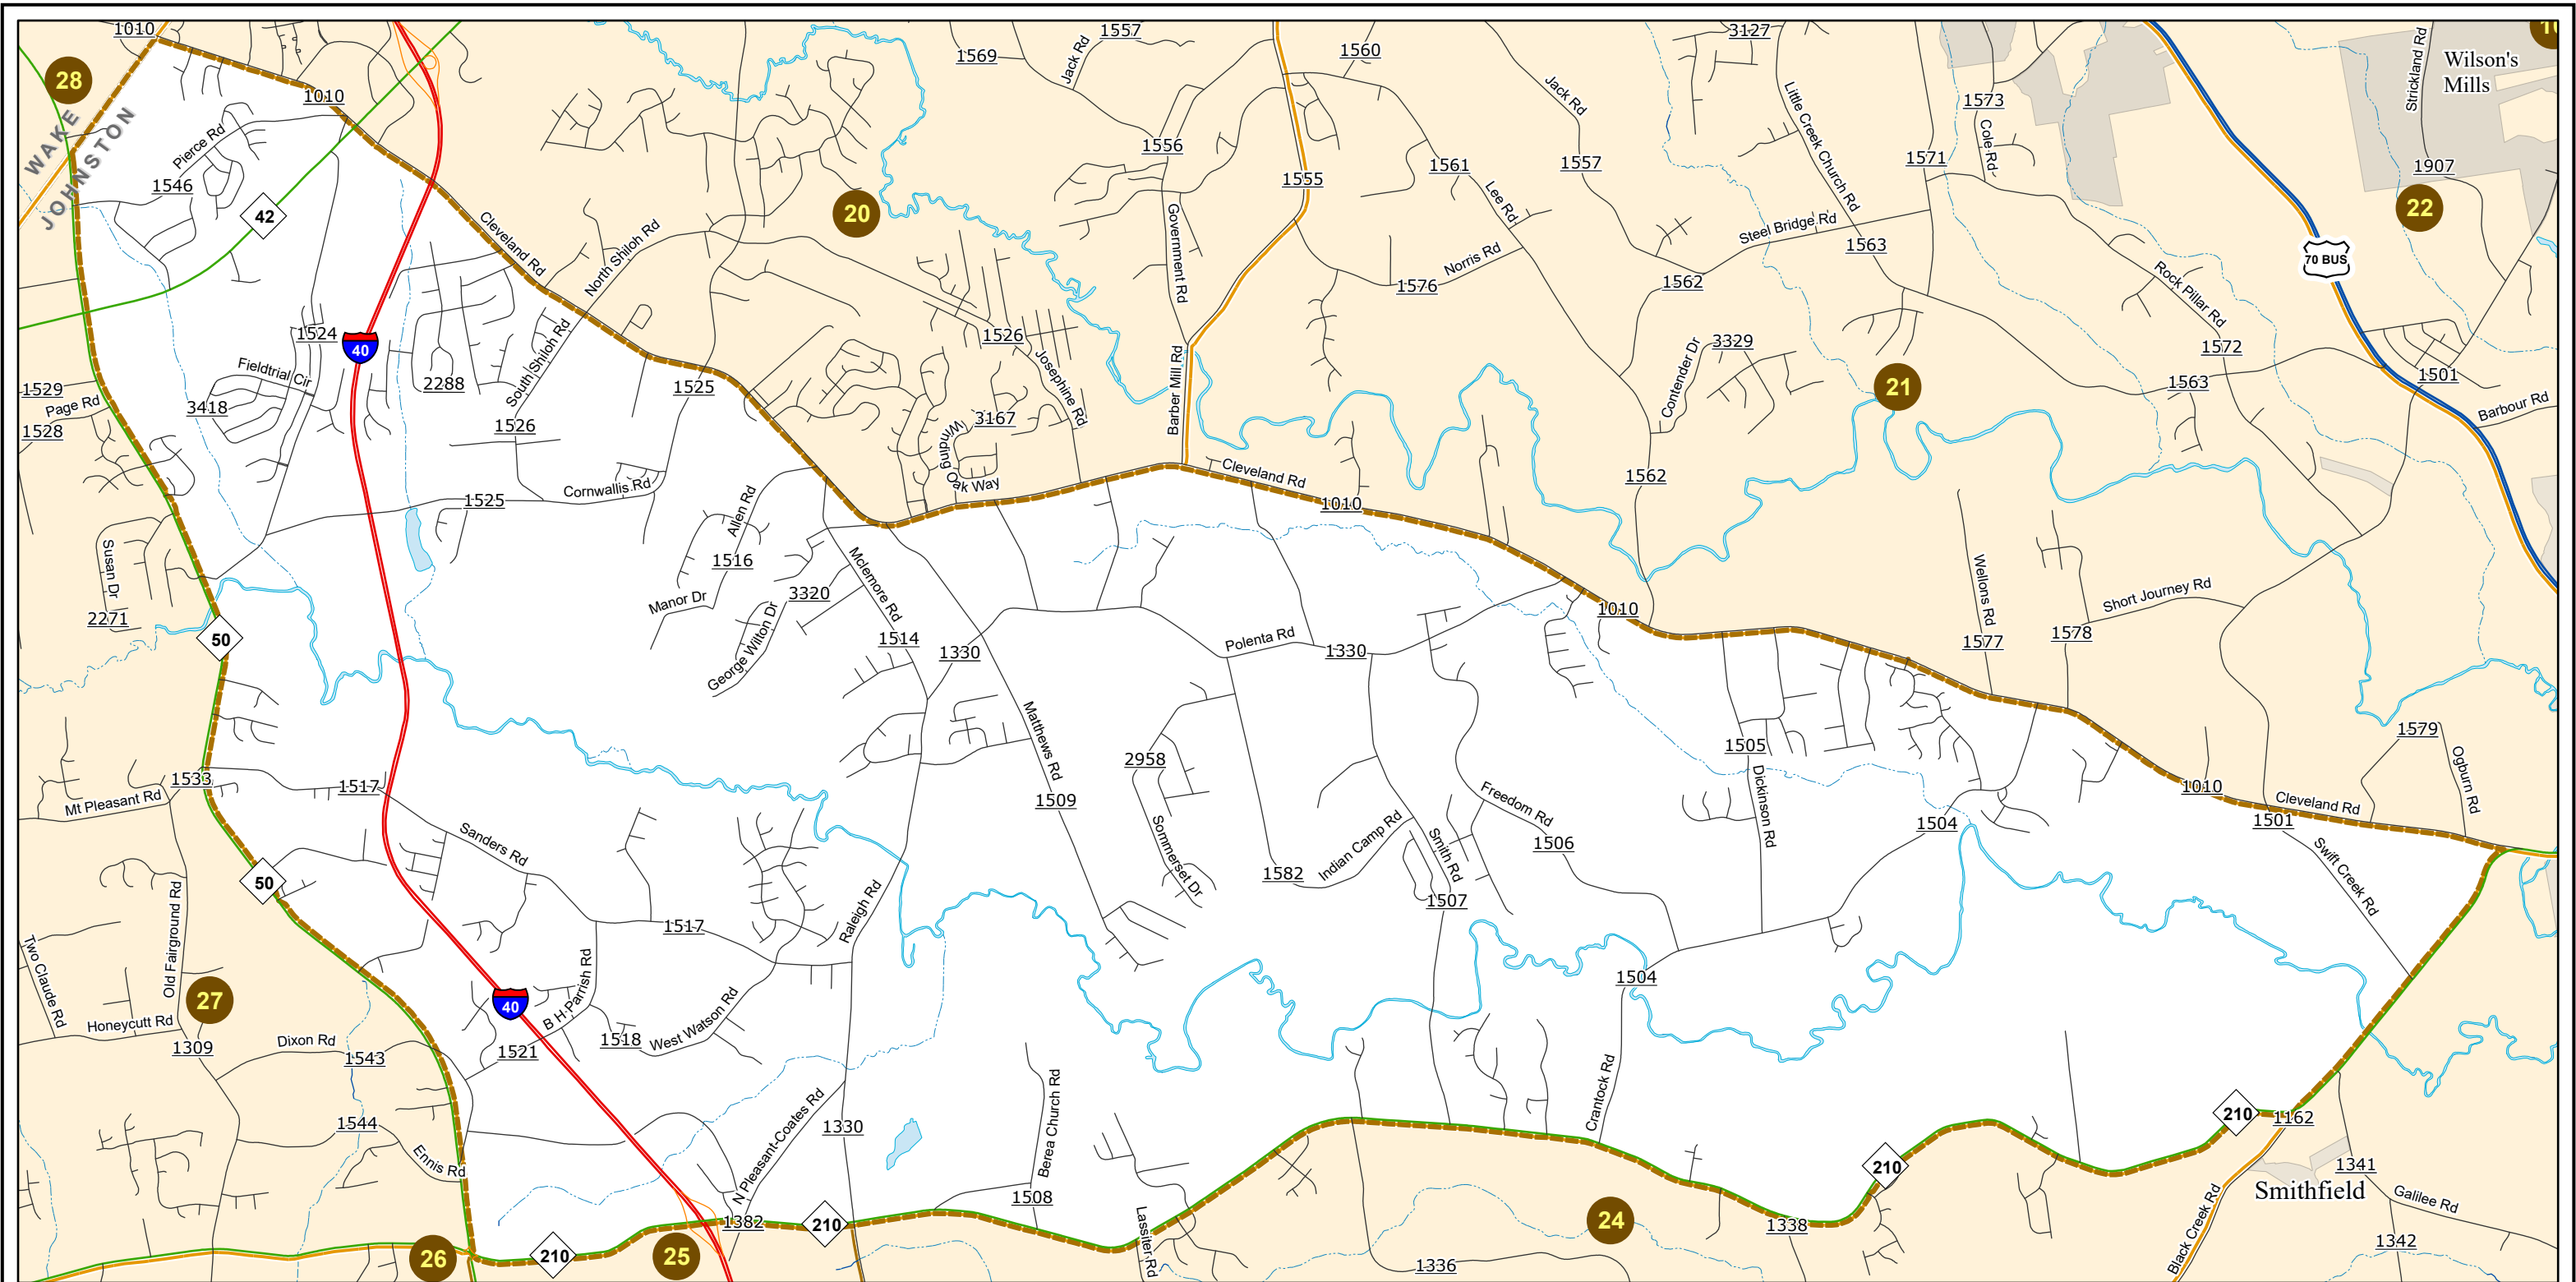 1010
28
WAKE
JOHNSTON
1010
Pierce Rd
1546
42
Cleveland Rd
North Shiloh Rd
20
1569
Jack Rd
1557
1556
Government Rd
1555
1560
1561
Lee Rd
Norris Rd
1576
Jack Rd
1557
3127
Little Creek Church Rd
Steel Bridge Rd
1563
1562
1571
1573
Cole Rd
Strickland Rd
Wilson's
Mills
1907
22
70 BUS
Rock Pillar Rd
1572
1563
1501
Barbour Rd
1529
Page Rd
1528
1524
40
Fieldtrial Cir
3418
2288
South Shiloh Rd
1526
1525
1525
Cornwallis Rd
1526
Josephine Rd
3167
Whispering Oak Way
Barber Mill Rd
Cleveland Rd
1010
Contender Dr
3329
1562
21
Susan Dr
2271
50
Allen Rd
1516
Manor Dr
3320
George Wilton Dr
Mclemore Rd
1514
1330
Polenta Rd
1330
1010
Wellons Rd
1577
1578
Short Journey Rd
1579
Ogburn Rd
1533
Mt Pleasant Rd
1517
Sanders Rd
Matthews Rd
1509
2958
Sommerset Dr
1582
Indian Camp Rd
Smith Rd
1507
Freedom Rd
1506
1505
Dickinson Rd
1504
1010
Cleveland Rd
1501
Swift Creek Rd
50
Old Fairground Rd
Two Claude Rd
27
Honeycutt Rd
1309
Dixon Rd
1543
1544
Ennis Rd
40
B H Parrish Rd
1521
1518
West Watson Rd
1517
Raleigh Rd
1330
N Pleasant-Coates Rd
Berea Church Rd
1508
1504
Crantock Rd
210
1162
1341
Smithfield
Galilee Rd
1342
Black Creek Rd
210
1338
24
1336
Lassiter Rd
210
1382
25
210
26